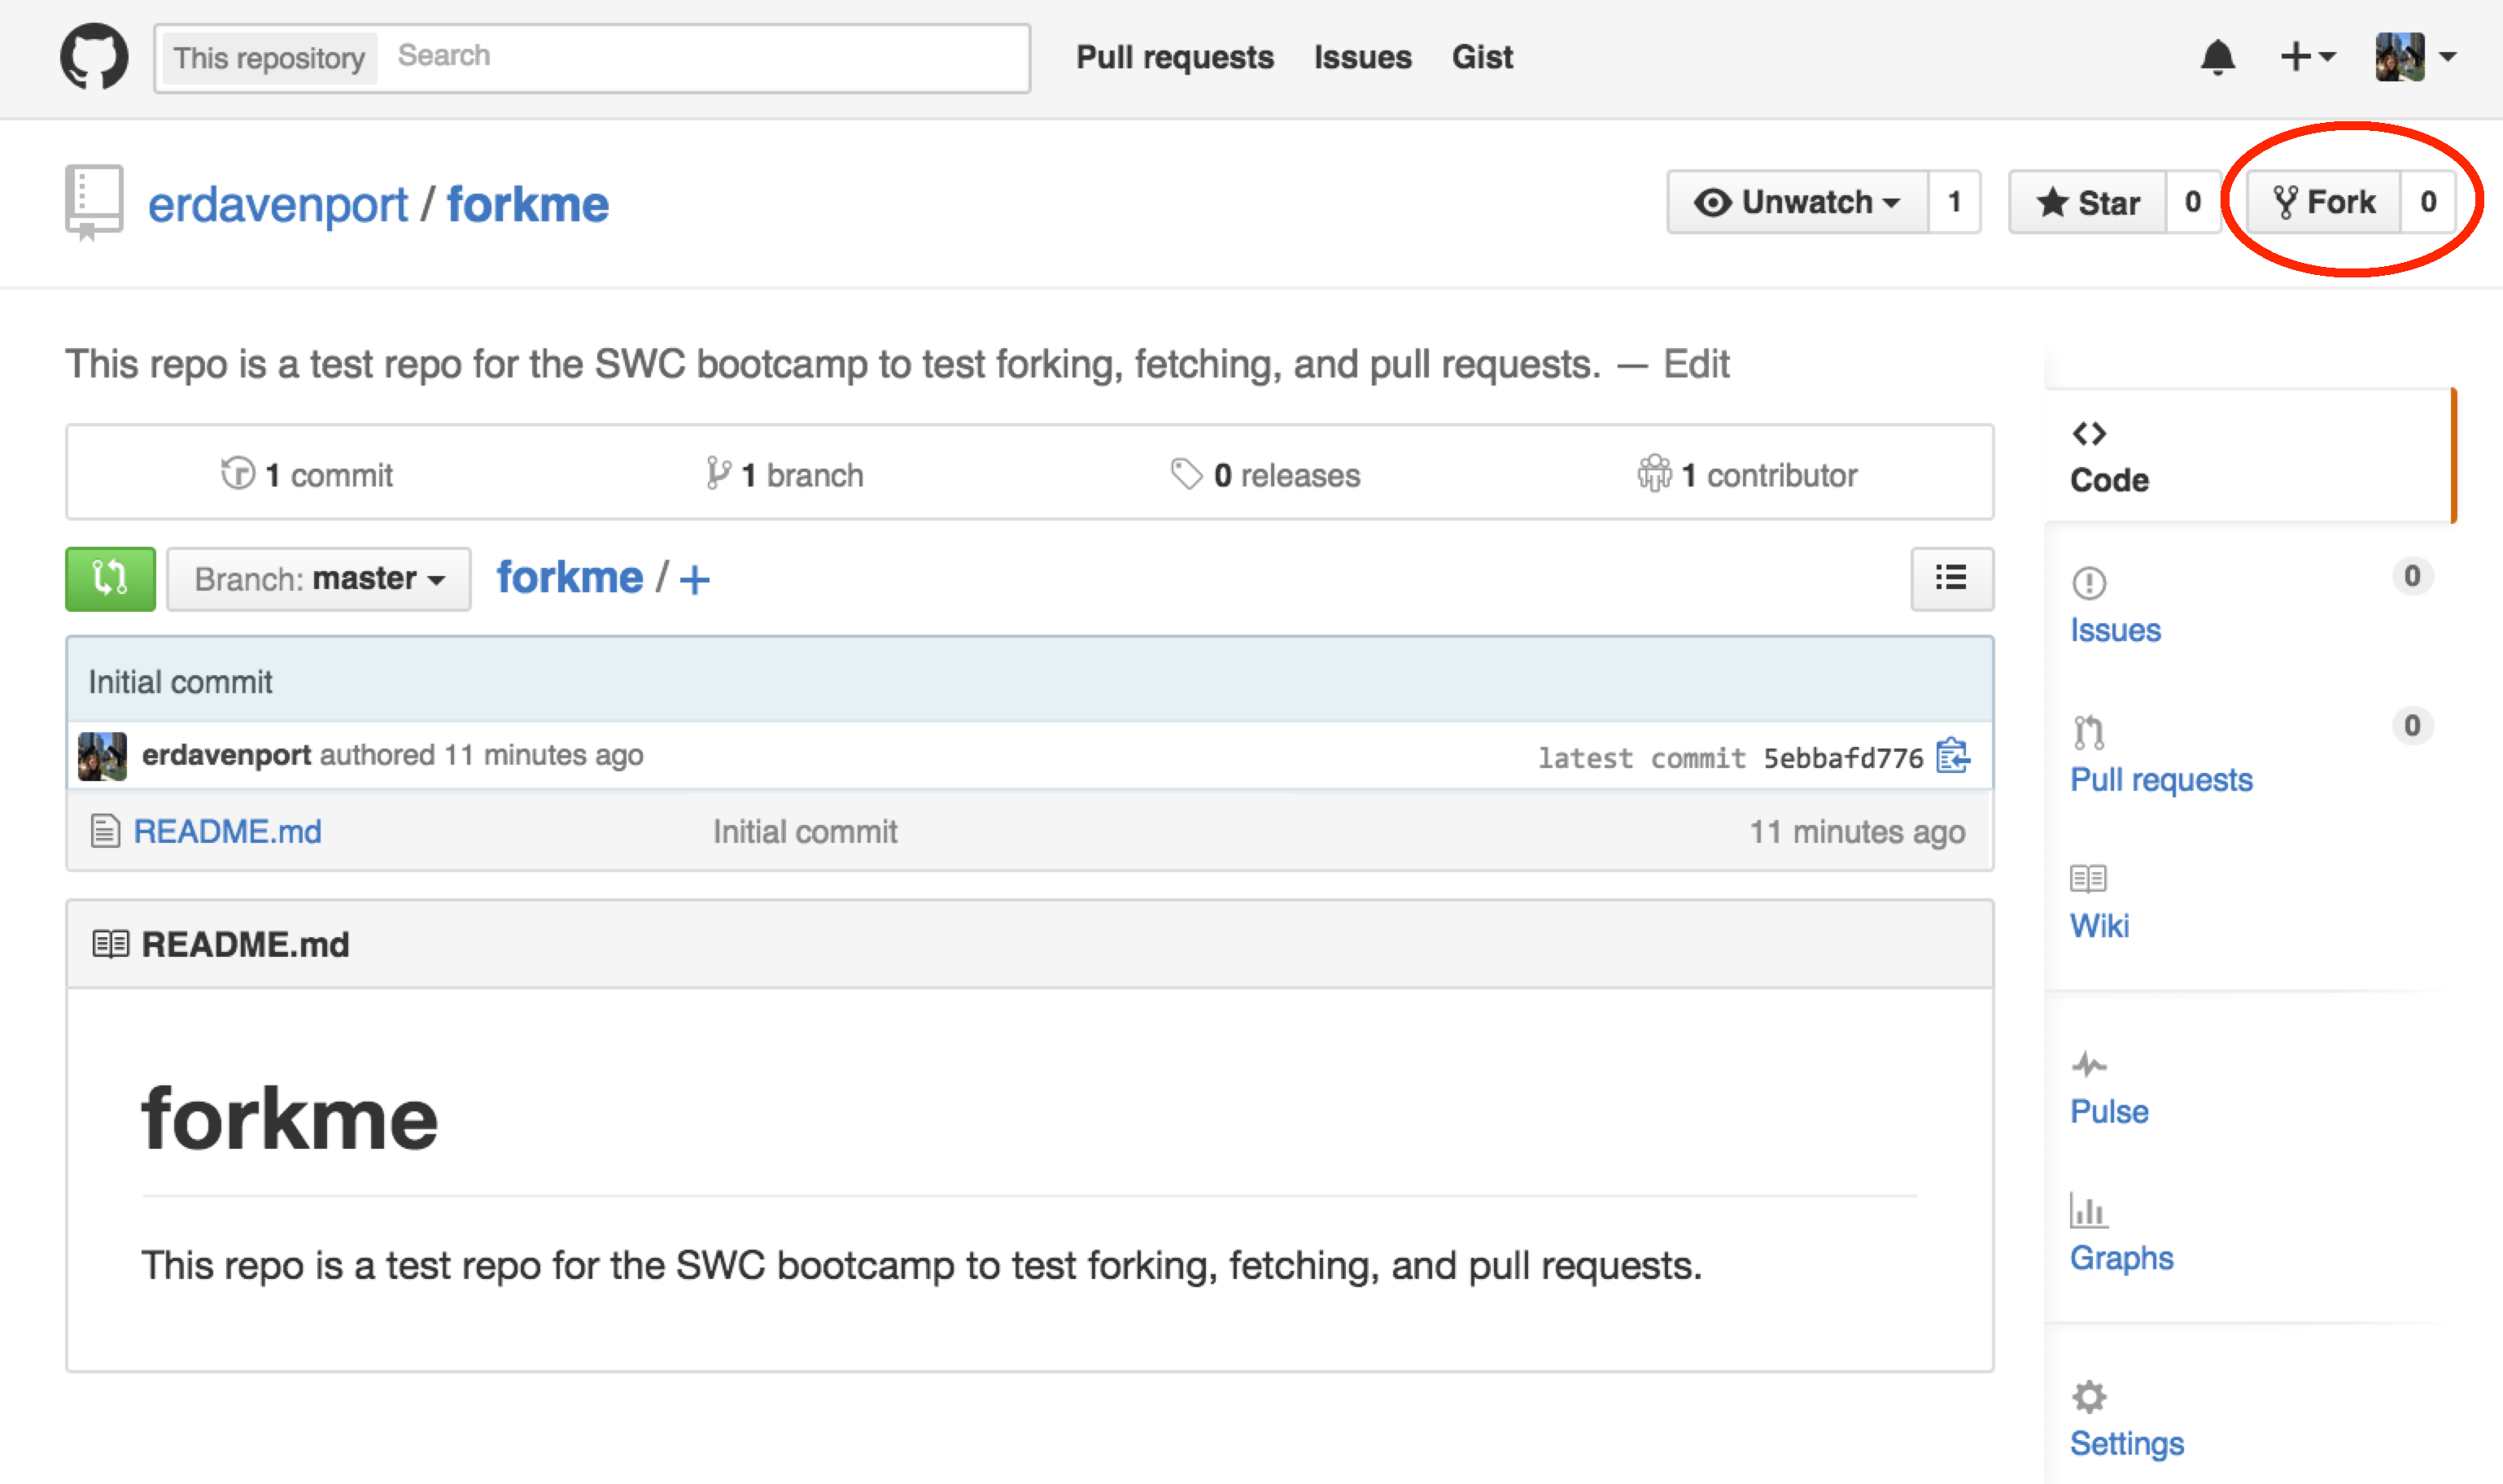 This repository Search Pull requests Issues Gist
erdavenport / forkme Unwatch 1 Star 0 Fork 0
This repo is a test repo for the SWC bootcamp to test forking, fetching, and pull requests. — Edit
1 commit 1 branch 0 releases 1 contributor
Branch: master forkme / +
Initial commit
erdavenport authored 11 minutes ago latest commit 5ebbafd776
README.md Initial commit 11 minutes ago
README.md
forkme
This repo is a test repo for the SWC bootcamp to test forking, fetching, and pull requests.
Code
Issues 0
Pull requests 0
Wiki
Pulse
Graphs
Settings